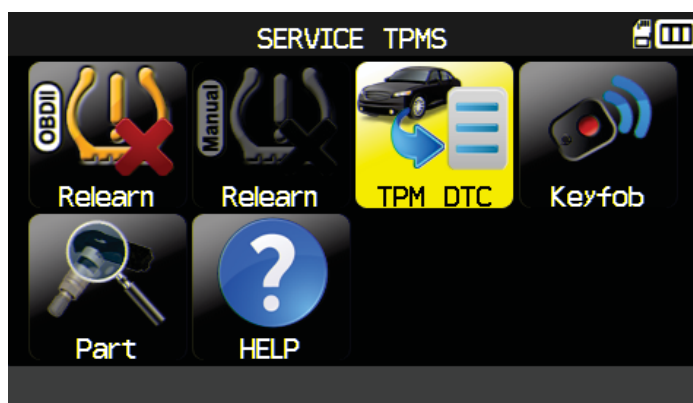 SERVICE TPMS
OBDII
Manual
Relearn
Relearn
TPM DTC
Keyfob
?
Part
HELP